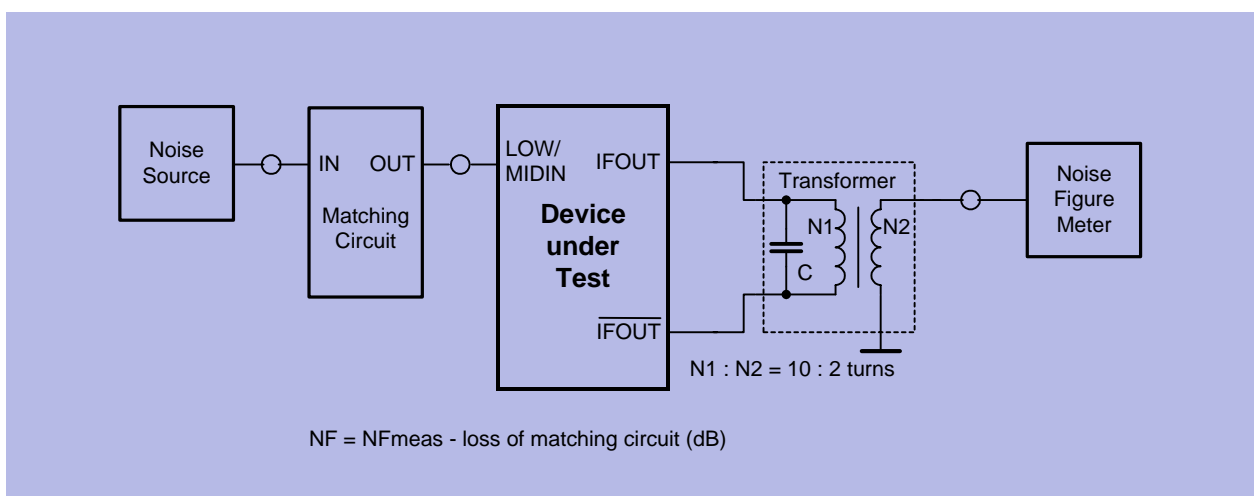 Noise
Source
IN
OUT
Matching
Circuit
LOW/
MIDIN
IFOUT
Device
under
Test
IFOUT
Transformer
N1
N2
C
Noise
Figure
Meter
N1 : N2 = 10 : 2 turns
NF = NFmeas - loss of matching circuit (dB)